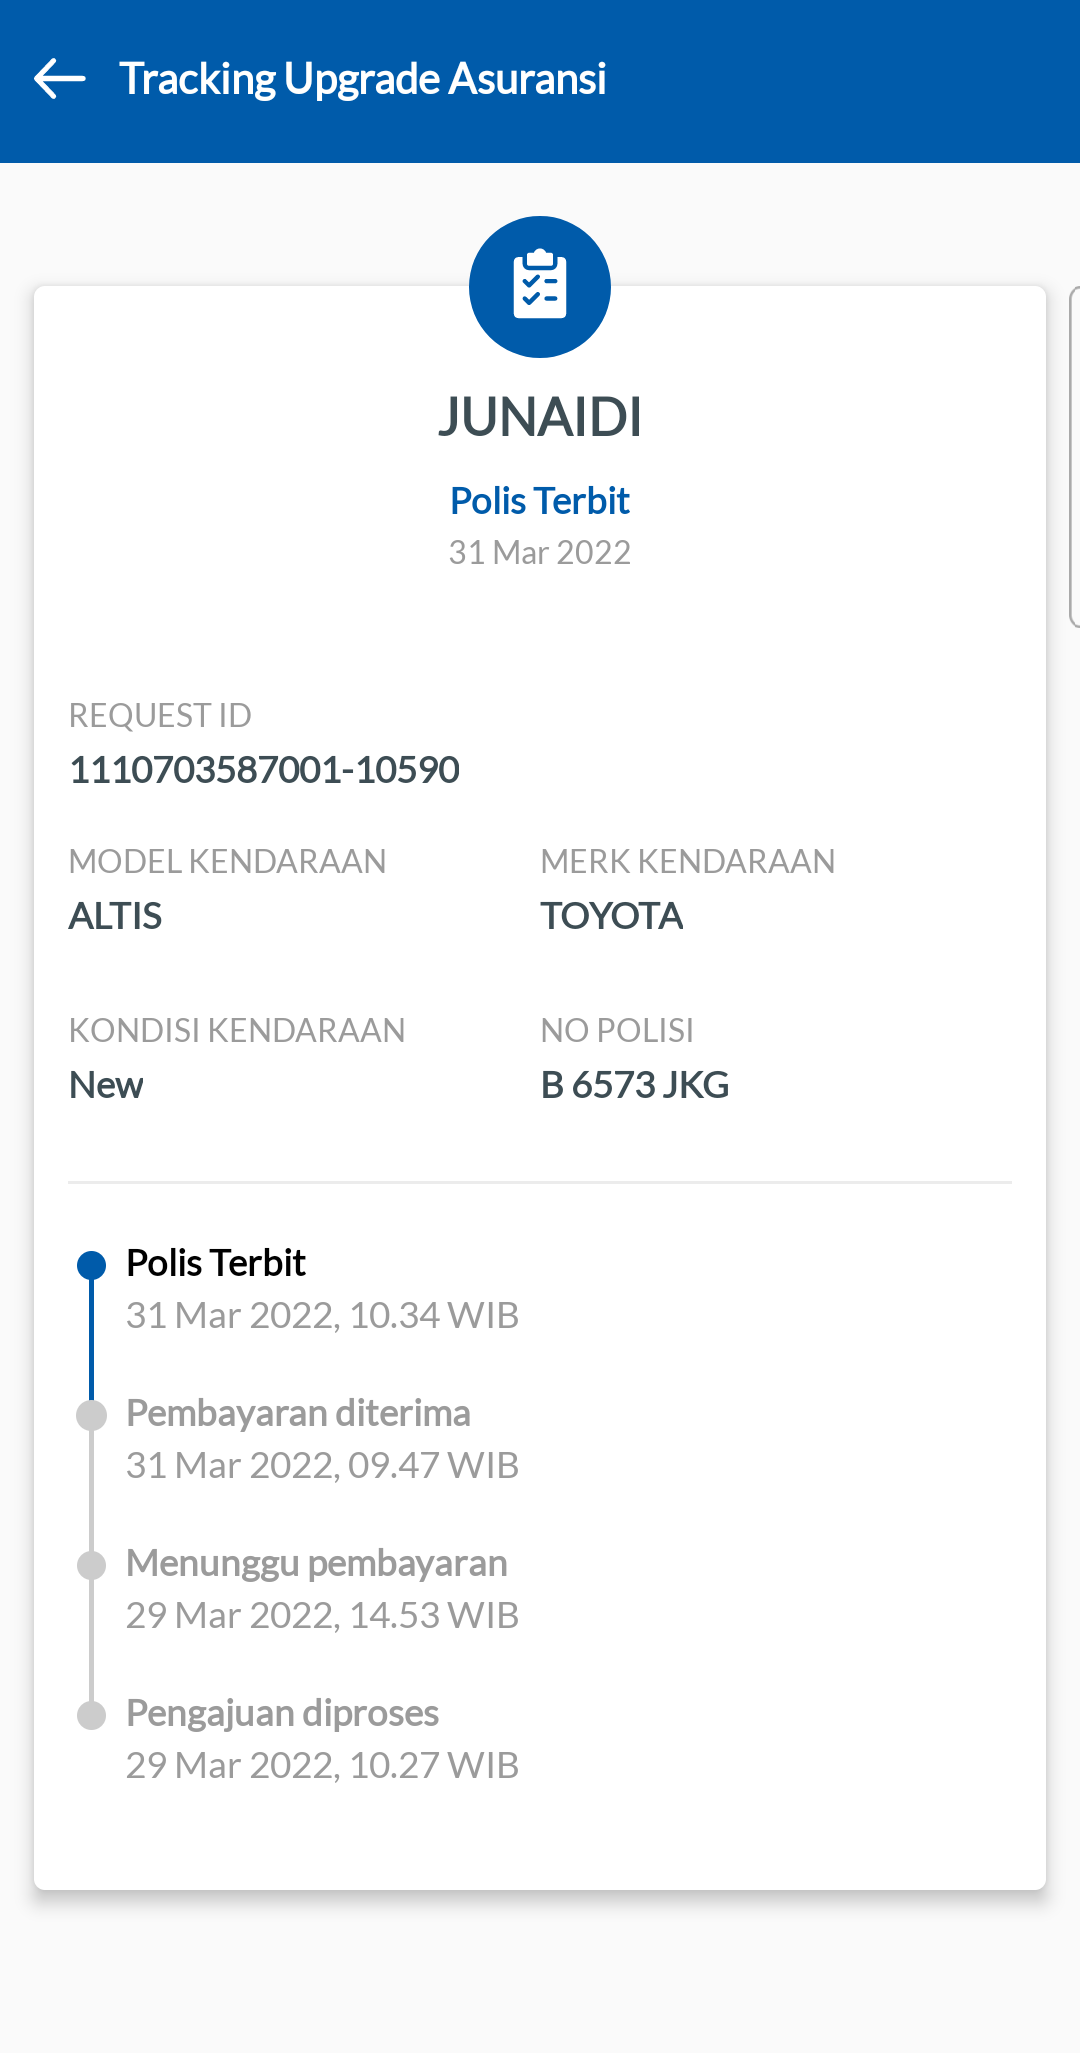 Tracking Upgrade Asuransi
JUNAIDI
Polis Terbit
31 Mar 2022
REQUEST ID
1110703587001-10590
MODEL KENDARAAN
ALTIS
MERK KENDARAAN
TOYOTA
KONDISI KENDARAAN
New
NO POLISI
B 6573 JKG
Polis Terbit
31 Mar 2022, 10.34 WIB
Pembayaran diterima
31 Mar 2022, 09.47 WIB
Menunggu pembayaran
29 Mar 2022, 14.53 WIB
Pengajuan diproses
29 Mar 2022, 10.27 WIB